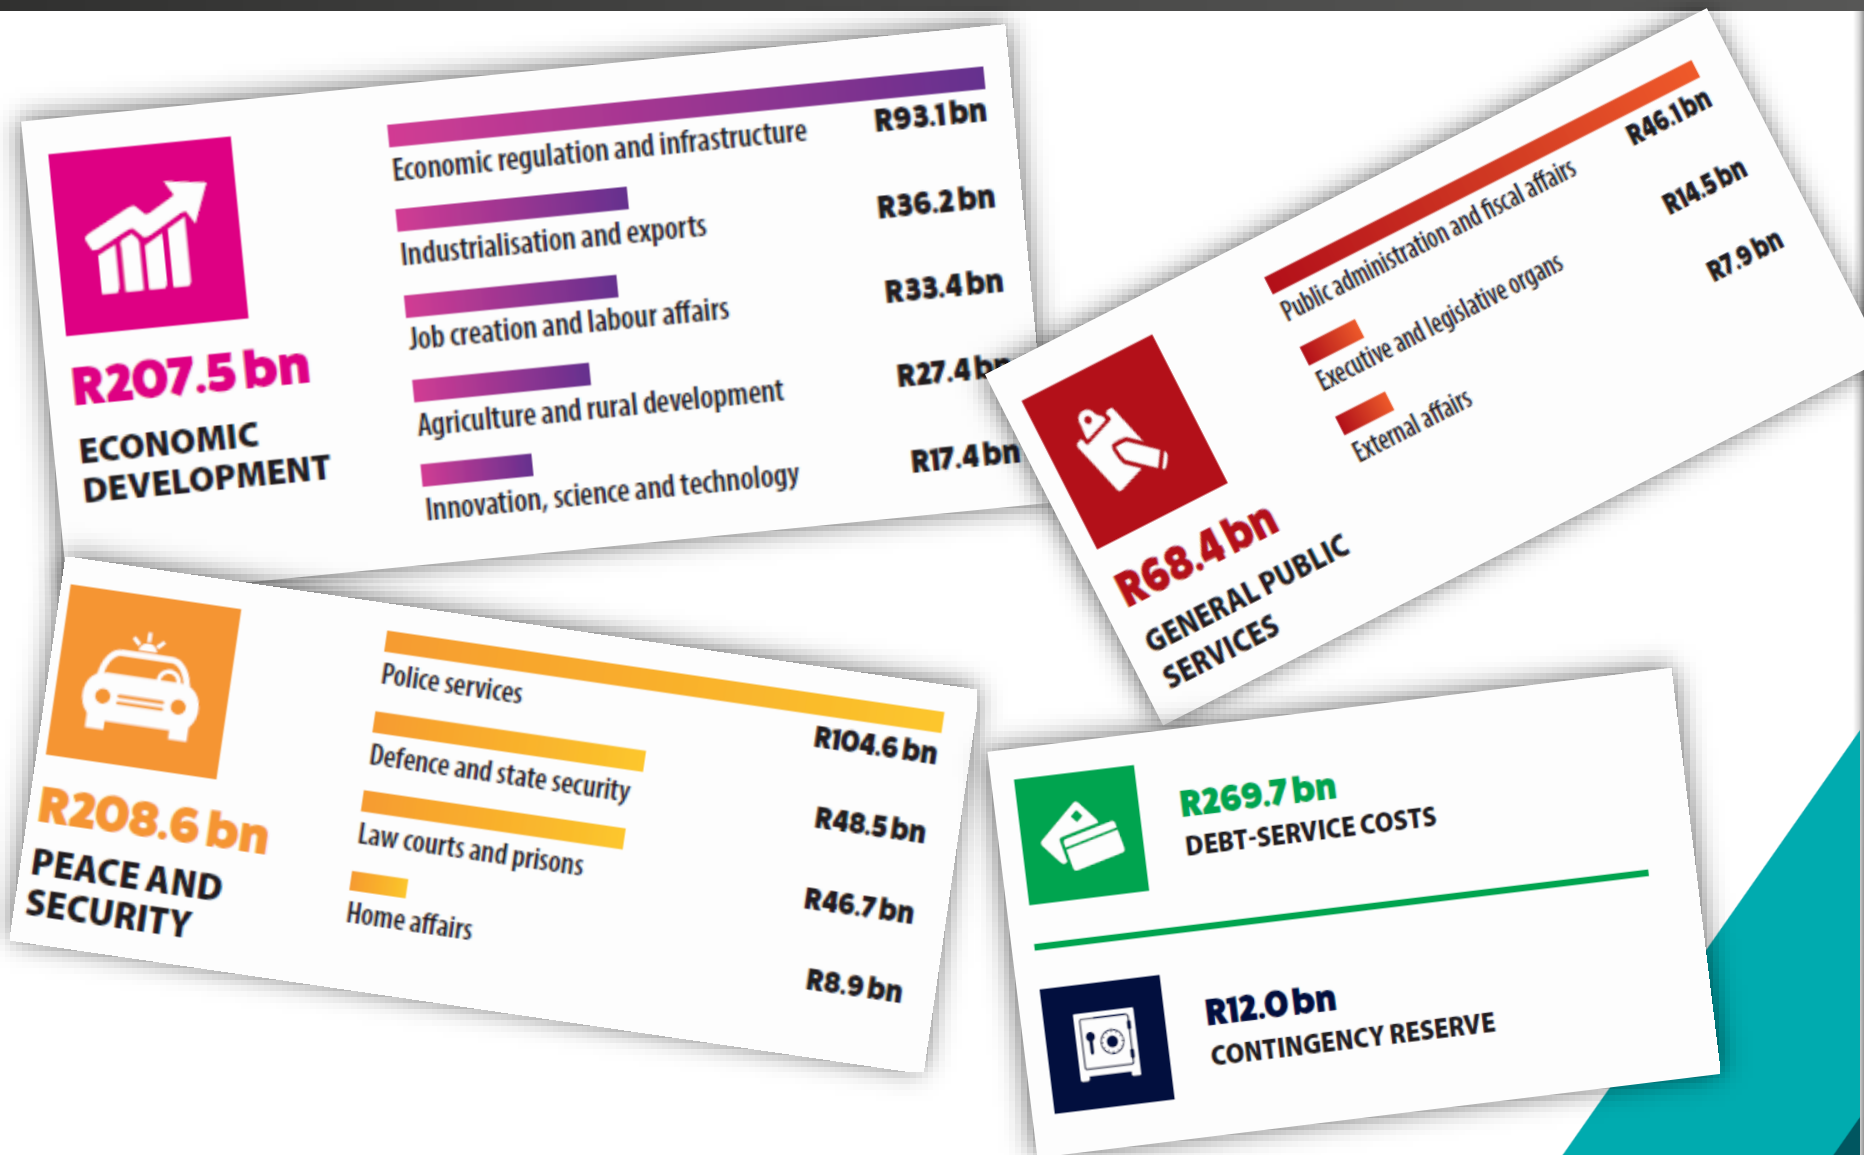 R207.5 bn
ECONOMIC
DEVELOPMENT
Economic regulation and infrastructure R93.1 bn
Industrialisation and exports R36.2 bn
Job creation and labour affairs R33.4 bn
Agriculture and rural development R27.4 bn
Innovation, science and technology R17.4 bn
R68.4 bn
GENERAL PUBLIC
SERVICES
Public administration and fiscal affairs R46.1 bn
Executive and legislative organs R14.5 bn
External affairs R7.9 bn
R208.6 bn
PEACE AND
SECURITY
Police services R104.6 bn
Defence and state security R48.5 bn
Law courts and prisons R46.7 bn
Home affairs R8.9 bn
R269.7 bn
DEBT-SERVICE COSTS
R12.0 bn
CONTINGENCY RESERVE